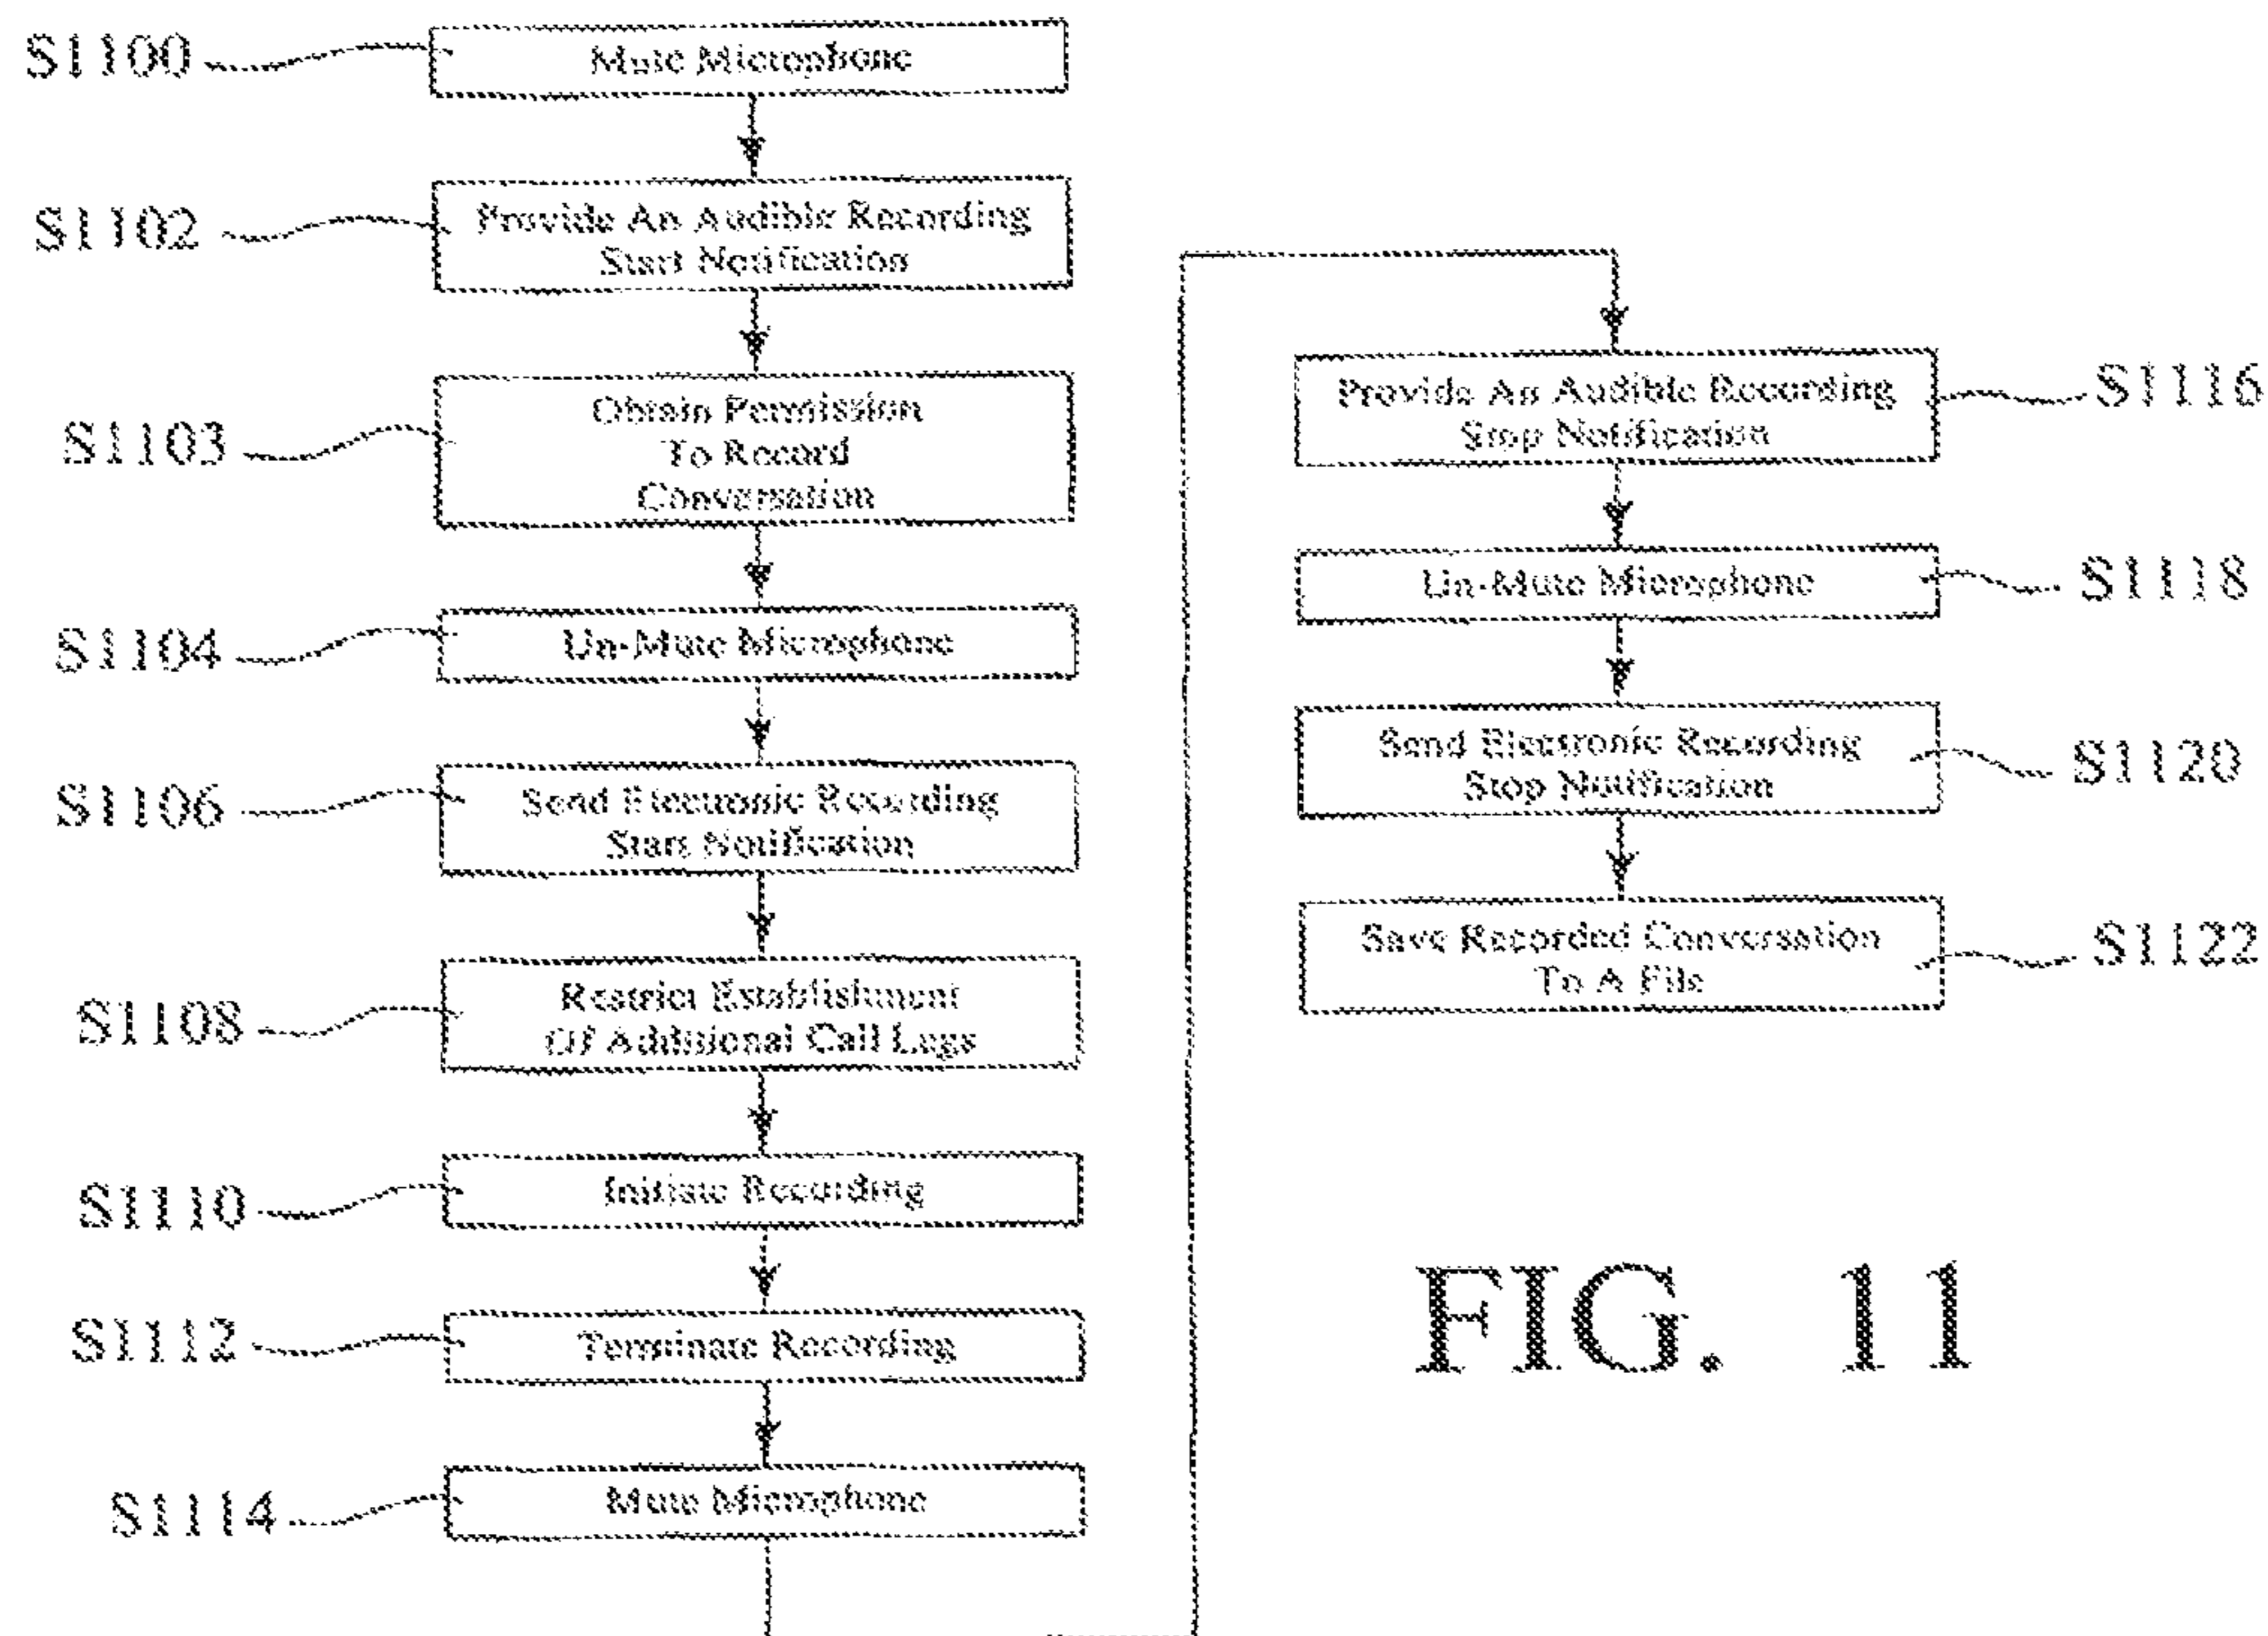 S1100
Mute Microphone
S1102
Provide An Audible Recording
Start Notification
S1103
Obtain Permission
To Record
Conversation
S1104
Un-Mute Microphone
S1106
Send Electronic Recording
Start Notification
S1108
Restrict Establishment
Of Additional Call Legs
S1110
Initiate Recording
S1112
Terminate Recording
S1114
Mute Microphone
Provide An Audible Recording
Stop Notification
S1116
Un-Mute Microphone
S1118
Send Electronic Recording
Stop Notification
S1120
Save Recorded Conversation
To A File
S1122
FIG. 11